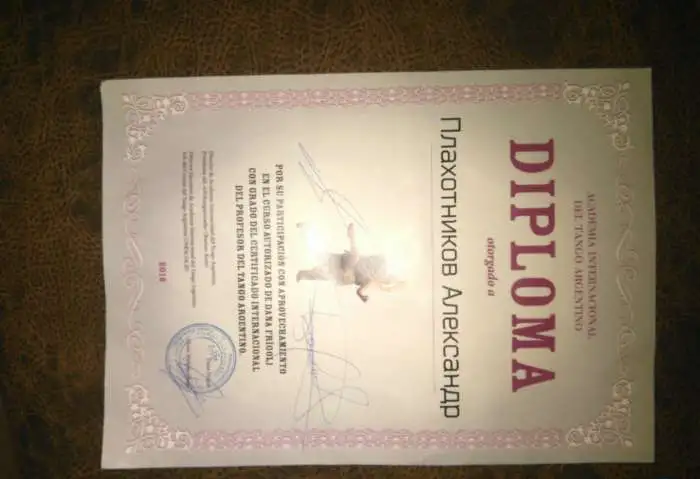 ACADEMIA INTERNACIONAL
DEL TANGO ARGENTINO
DIPLOMA
otorgado a
Плахотников Александр
POR SU PARTICIPACION CON APROVECHAMIENTO
EN EL CURSO AUTORIZADO DE DANA FRIGOLI
CON GRADO DEL CERTIFICADO INTERNACIONAL
DEL PROFESOR DEL TANGO ARGENTINO.
2010